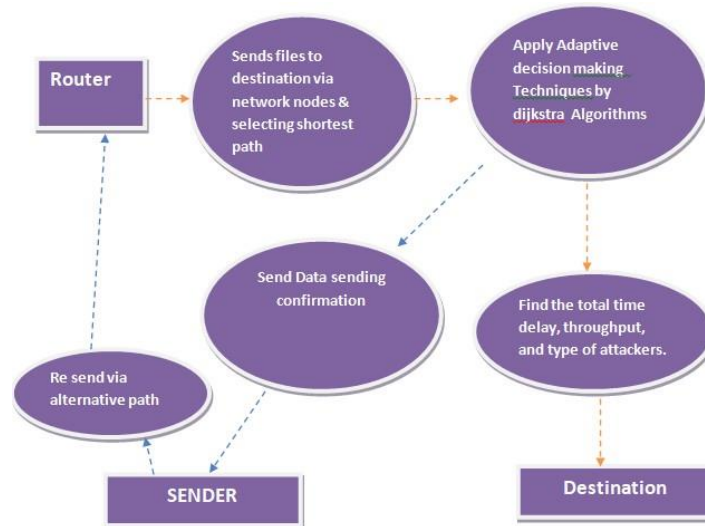 Router
Sends files to
destination via
network nodes &
selecting shortest
path
Apply Adaptive
decision making
Techniques by
dijkstra Algorithms
Send Data sending
confirmation
Find the total time
delay, throughput,
and type of attackers.
Re send via
alternative path
SENDER
Destination